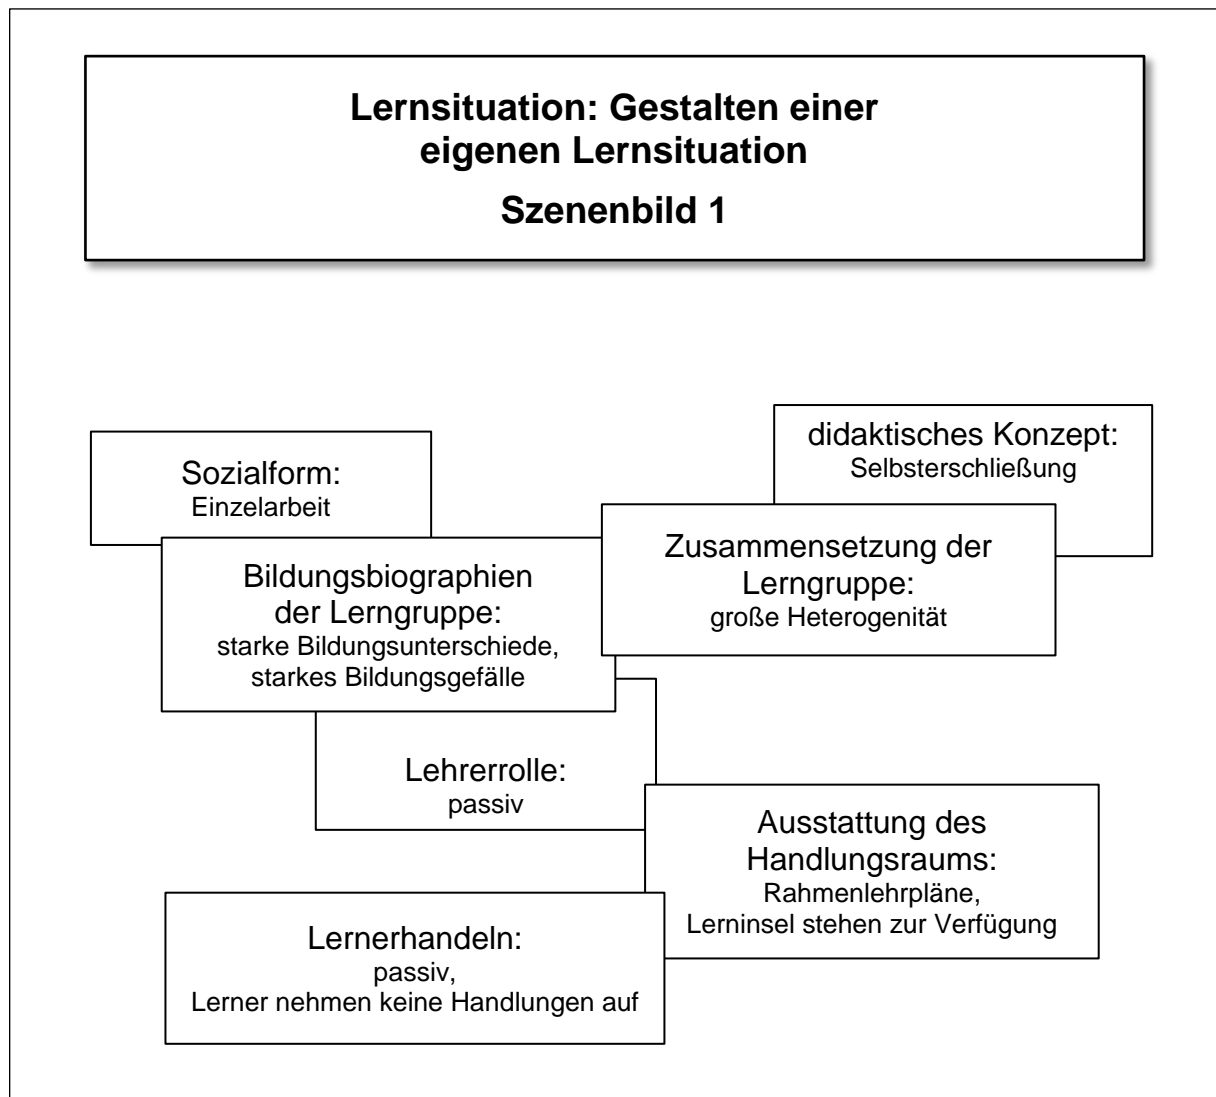 Lernsituation: Gestalten einer
eigenen Lernsituation
Szenenbild 1
didaktisches Konzept:
Selbsterschließung
Sozialform:
Einzelarbeit
Zusammensetzung der
Lerngruppe:
große Heterogenität
Bildungsbiographien
der Lerngruppe:
starke Bildungsunterschiede,
starkes Bildungsgefälle
Lehrerrolle:
passiv
Ausstattung des
Handlungsraums:
Rahmenlehrpläne,
Lerninsel stehen zur Verfügung
Lernerhandeln:
passiv,
Lerner nehmen keine Handlungen auf